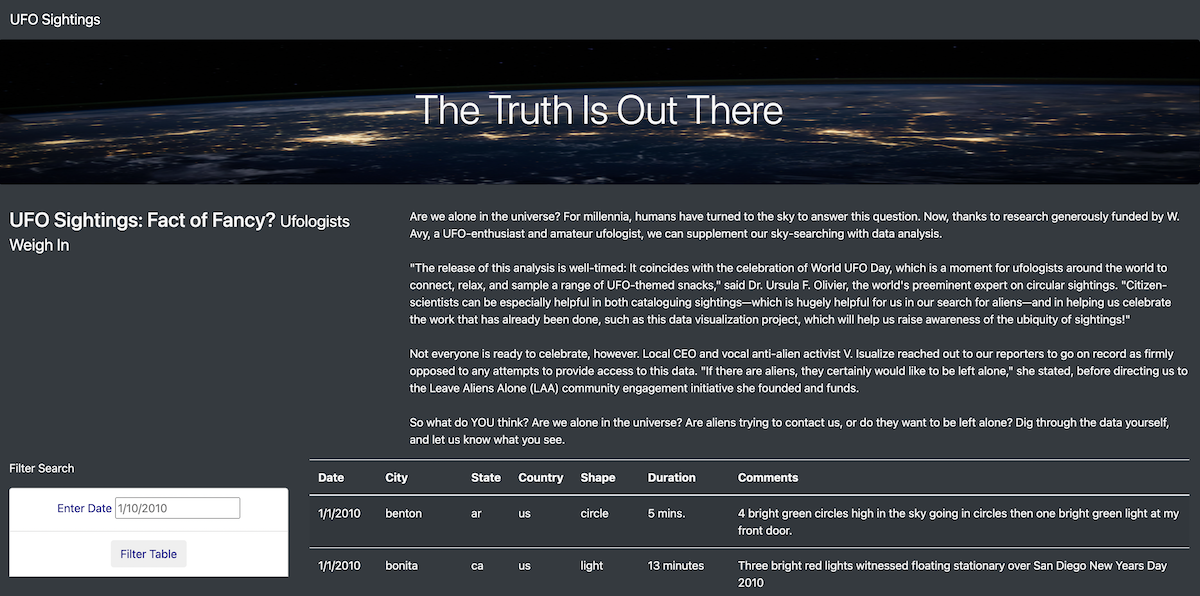 UFO Sightings
The Truth Is Out There
UFO Sightings: Fact of Fancy? Ufologists
Weigh In
Are we alone in the universe? For millennia, humans have turned to the sky to answer this question. Now, thanks to research generously funded by W.
Avy, a UFO-enthusiast and amateur ufologist, we can supplement our sky-searching with data analysis.
"The release of this analysis is well-timed: It coincides with the celebration of World UFO Day, which is a moment for ufologists around the world to
connect, relax, and sample a range of UFO-themed snacks," said Dr. Ursula F. Olivier, the world's preeminent expert on circular sightings. "Citizen-
scientists can be especially helpful in both cataloguing sightings—which is hugely helpful for us in our search for aliens—and in helping us celebrate
the work that has already been done, such as this data visualization project, which will help us raise awareness of the ubiquity of sightings!"
Not everyone is ready to celebrate, however. Local CEO and vocal anti-alien activist V. Isualize reached out to our reporters to go on record as firmly
opposed to any attempts to provide access to this data. "If there are aliens, they certainly would like to be left alone," she stated, before directing us to
the Leave Aliens Alone (LAA) community engagement initiative she founded and funds.
So what do YOU think? Are we alone in the universe? Are aliens trying to contact us, or do they want to be left alone? Dig through the data yourself,
and let us know what you see.
Filter Search
Enter Date 1/10/2010
Filter Table
Date City State Country Shape Duration Comments
1/1/2010 benton ar us circle 5 mins. 4 bright green circles high in the sky going in circles then one bright green light at my
front door.
1/1/2010 bonita ca us light 13 minutes Three bright red lights witnessed floating stationary over San Diego New Years Day
2010